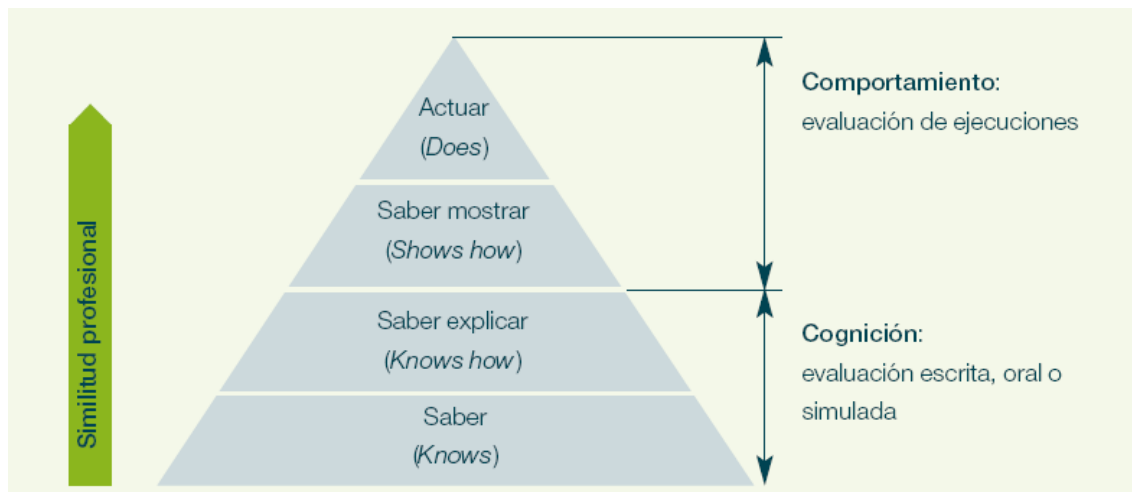 Actuar
(Does)
Saber mostrar
(Shows how)
Saber explicar
(Knows how)
Saber
(Knows)
Similitud profesional
Comportamiento:
evaluación de ejecuciones
Cognición:
evaluación escrita, oral o
simulada